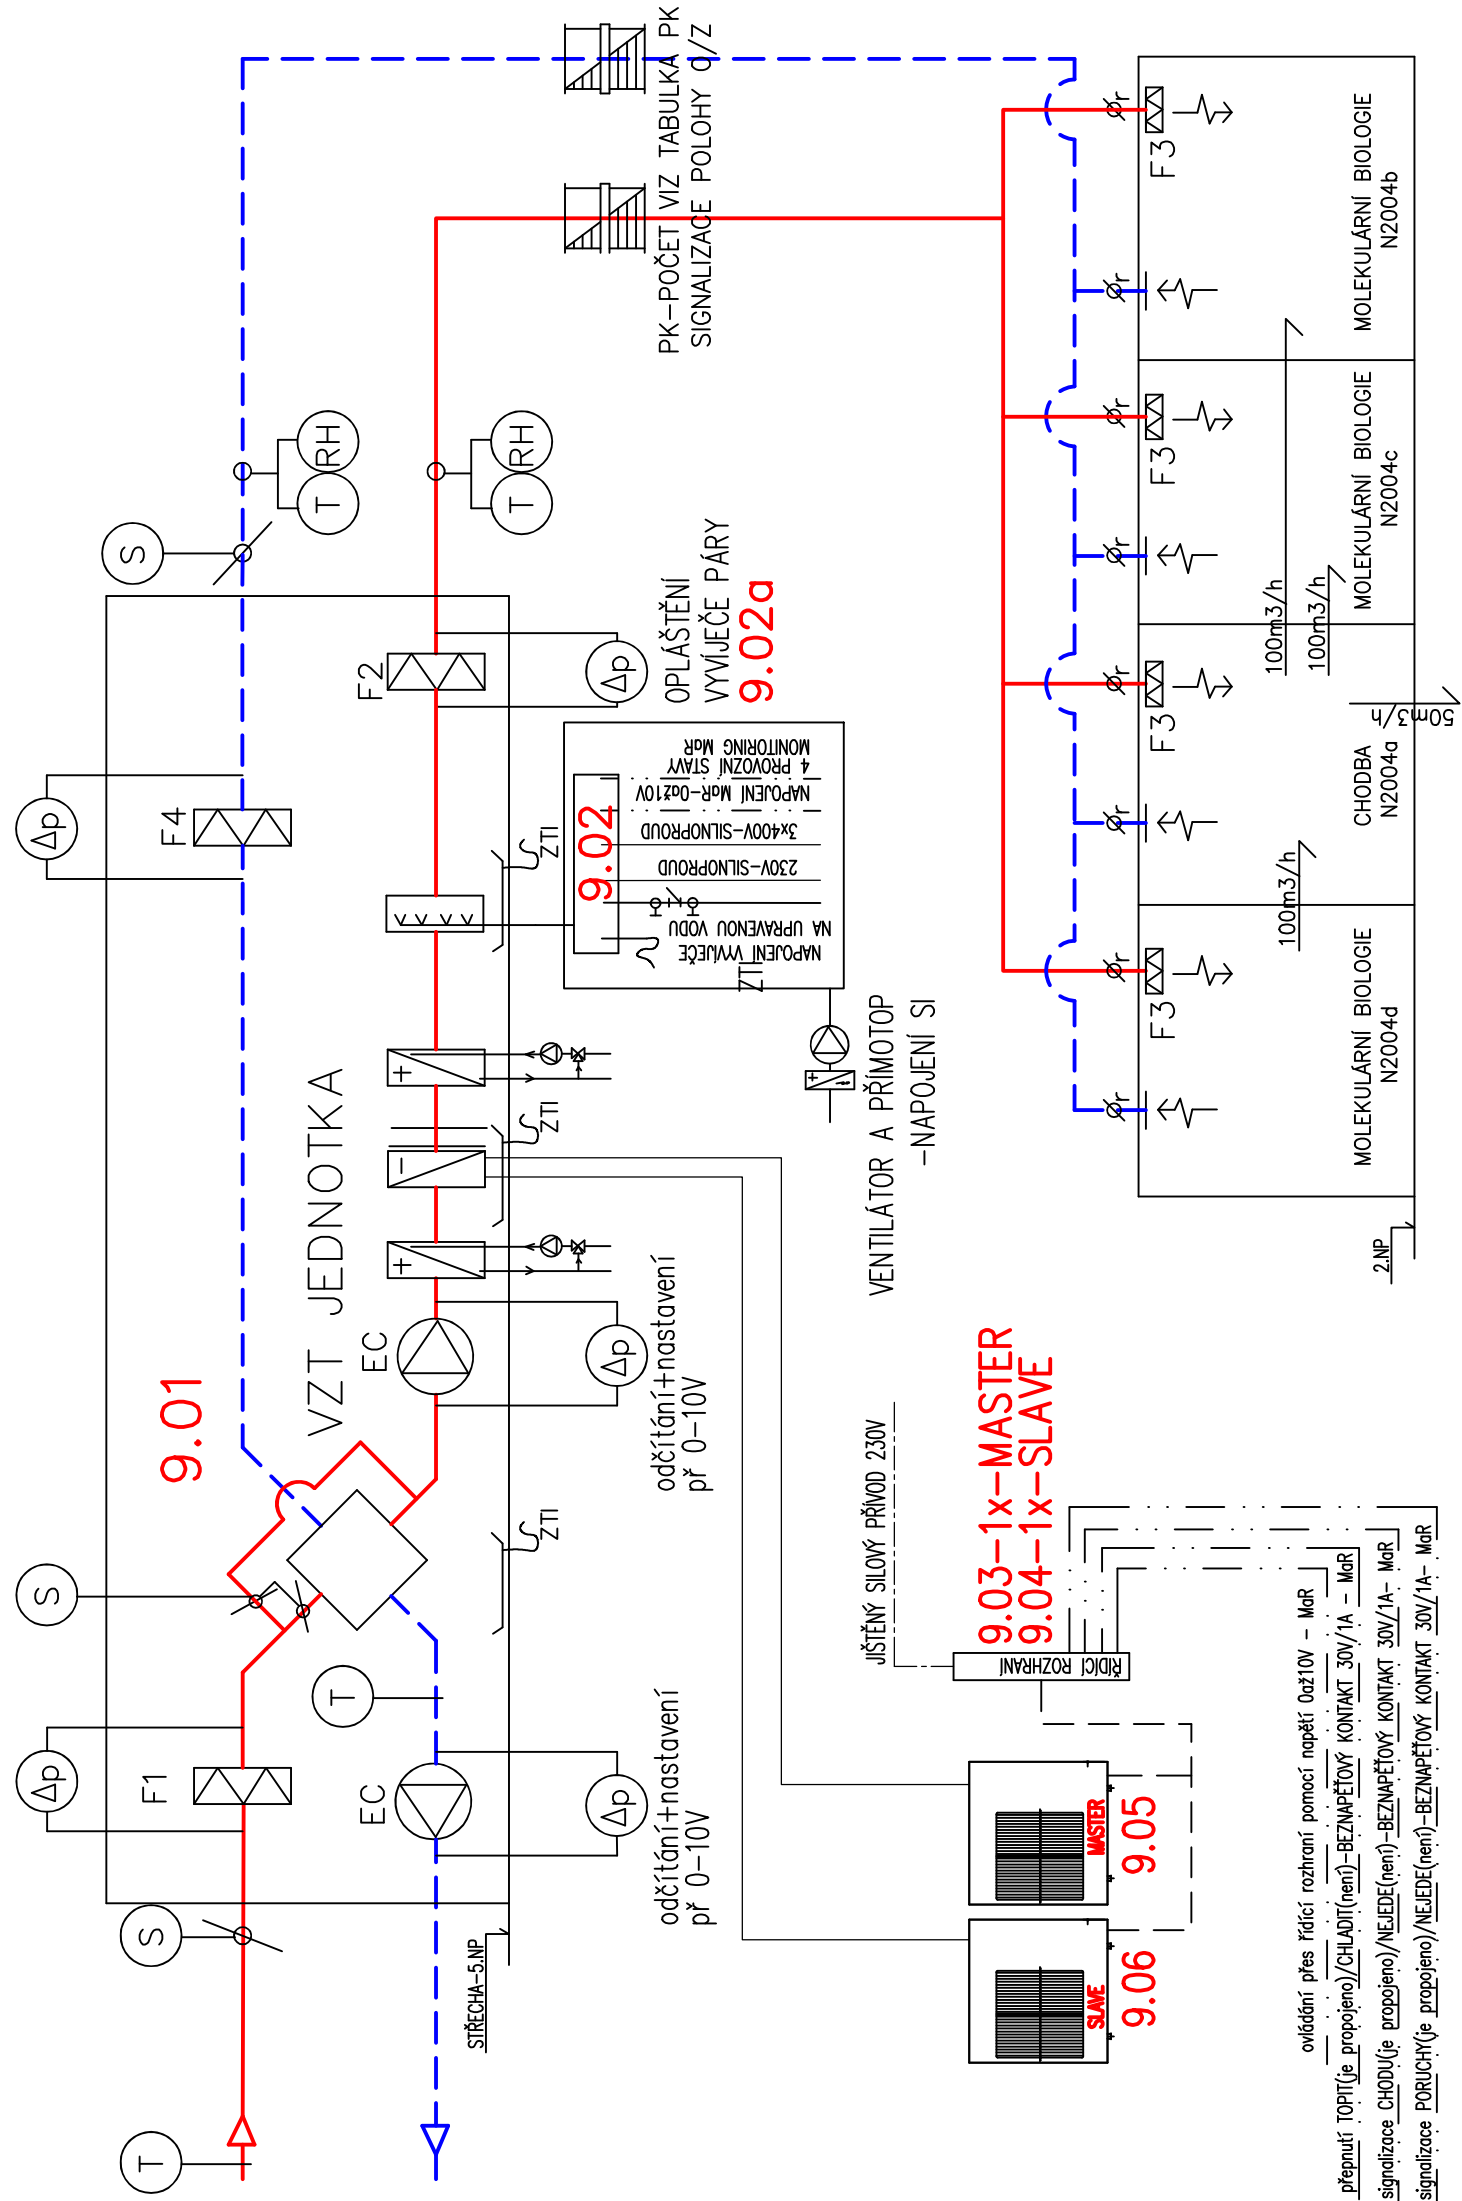 T
S
Δp
F1
S
T
9.01
EC
Δp
odčítání+nastavení
př 0-10V
STŘECHA-5.NP
ZTI
VZT JEDNOTKA
EC
Δp
odčítání+nastavení
př 0-10V
+
-
ZTI
+
ZTI
F4
Δp
F2
Δp
S
T
RH
T
RH
OPLÁŠTĚNÍ
VYVÍJEČE PÁRY
9.02a
9.02
4 PROVOZNÍ STAVY
MONITORING MaR
NAPOJENÍ MaR-0až10V
3x400V-SILNOPROUD
230V-SILNOPROUD
NAPOJENÍ VYVÍJEČE
NA UPRAVENOU VODU
ZTI
VENTILÁTOR A PŘÍMOTOP
-NAPOJENÍ SI
PK-POČET VIZ TABULKA PK
SIGNALIZACE POLOHY O/Z
JIŠTĚNÝ SILOVÝ PŘÍVOD 230V
9.03-1x-MASTER
9.04-1x-SLAVE
ŘÍDÍCÍ ROZHRANÍ
MASTER
9.05
SLAVE
9.06
ovládání přes řídící rozhraní pomocí napětí 0až10V - MaR
přepnutí TOPIT(je propojeno)/CHLADIT(není)-BEZNAPĚŤOVÝ KONTAKT 30V/1A - MaR
signalizace CHODU(je propojeno)/NEJEDE(není)-BEZNAPĚŤOVÝ KONTAKT 30V/1A- MaR
signalizace PORUCHY(je propojeno)/NEJEDE(není)-BEZNAPĚŤOVÝ KONTAKT 30V/1A- MaR
2.NP
r
r
F3
MOLEKULÁRNÍ BIOLOGIE
N2004d
100m3/h
r
r
F3
CHODBA
N2004a
50m3/h
100m3/h
100m3/h
r
r
F3
MOLEKULÁRNÍ BIOLOGIE
N2004c
r
r
F3
MOLEKULÁRNÍ BIOLOGIE
N2004b